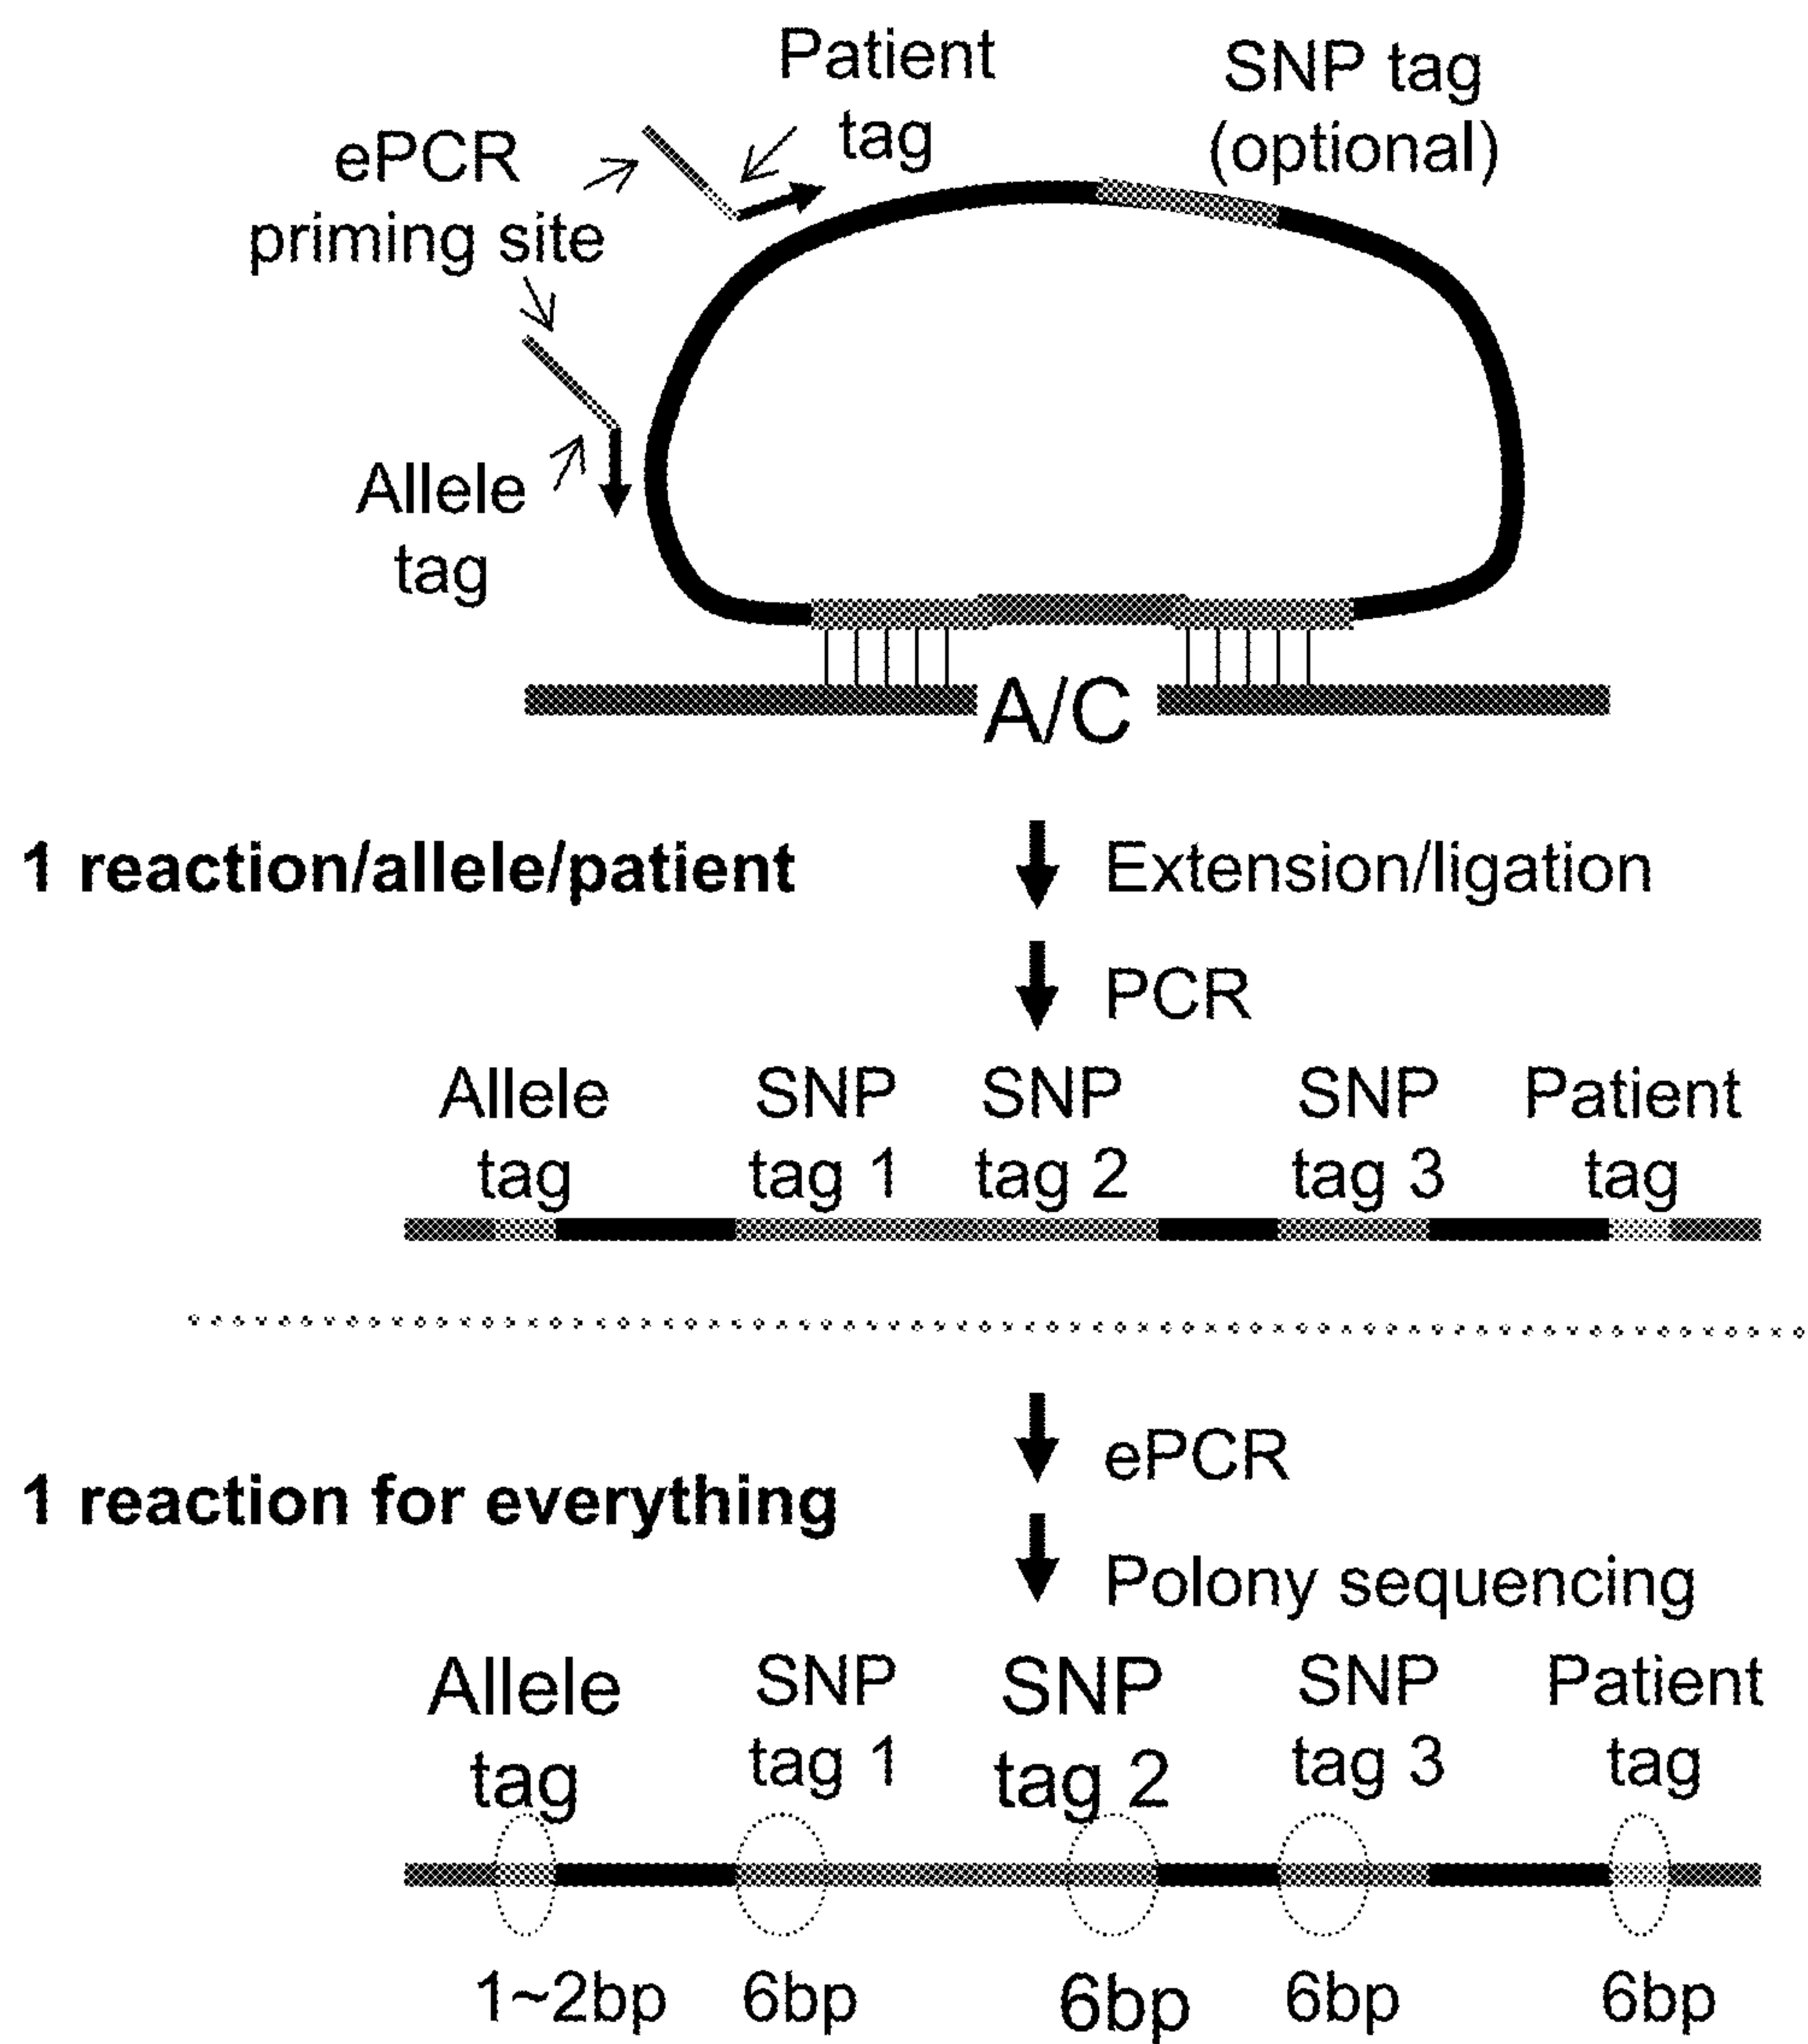 Patient
tag
SNP tag
(optional)
ePCR
priming site
Allele
tag
A/C
1 reaction/allele/patient
Extension/ligation
PCR
Allele
tag
SNP
tag 1
SNP
tag 2
SNP
tag 3
Patient
tag
ePCR
1 reaction for everything
Polony sequencing
Allele
tag
SNP
tag 1
SNP
tag 2
SNP
tag 3
Patient
tag
1~2bp
6bp
6bp
6bp
6bp